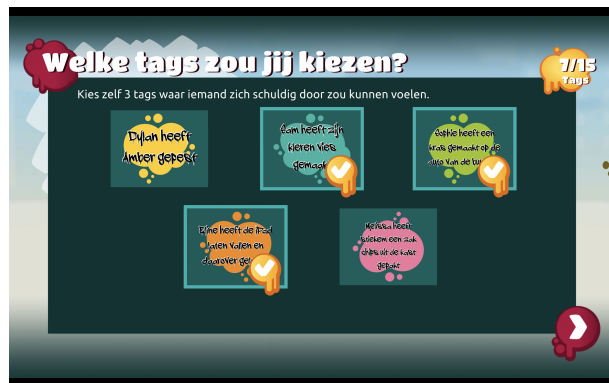 Welke tags zou jij kiezen?
7/15
Tags
Kies zelf 3 tags waar iemand zich schuldig door zou kunnen voelen.
Dylan heeft
Amber gepest
Sam heeft zijn
kleren vies
gemaakt
Sophie heeft een
kras gemaakt op de
auto van de
Eline heeft de iPad
laten vallen en
daarover
Melissa heeft
stiekem een zak
chips uit de kast
gepakt